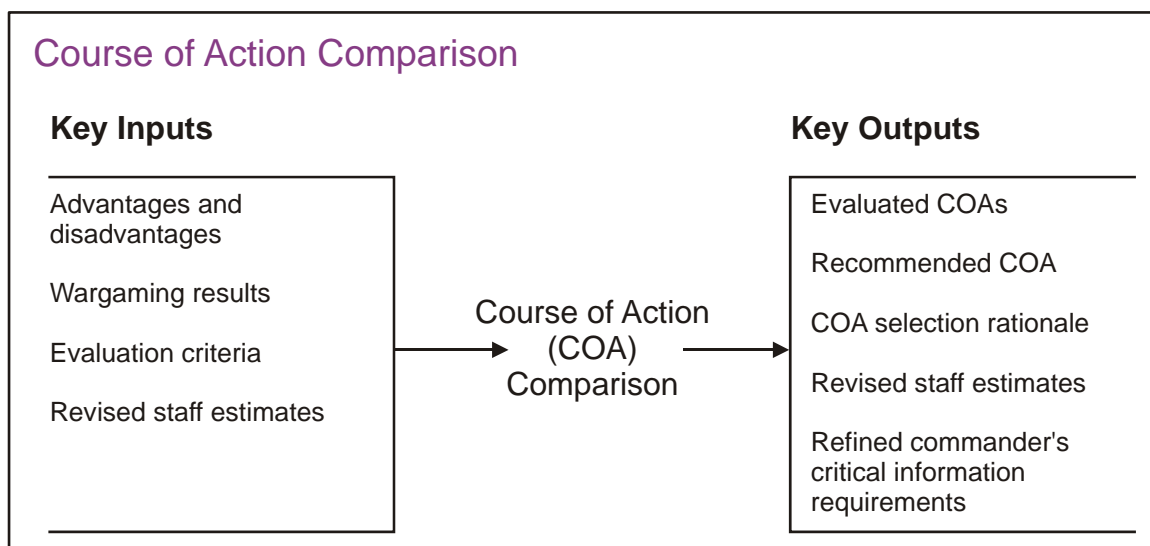 Course of Action Comparison
Key Inputs
Advantages and
disadvantages
Wargaming results
Evaluation criteria
Revised staff estimates
Course of Action
(COA)
Comparison
Key Outputs
Evaluated COAs
Recommended COA
COA selection rationale
Revised staff estimates
Refined commander's
critical information
requirements